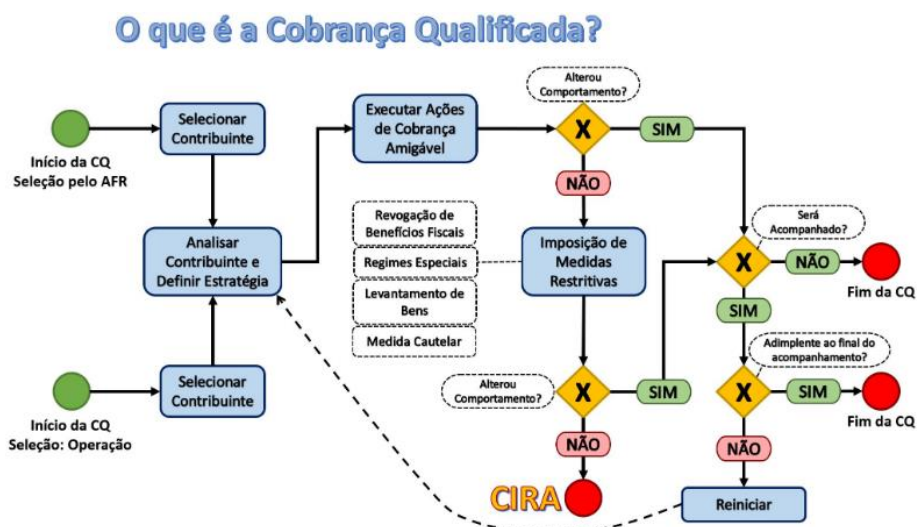 O que é a Cobrança Qualificada?
Início da CQ
Seleção pelo AFR
Selecionar
Contribuinte
Analisar
Contribuinte e
Definir Estratégia
Início da CQ
Seleção: Operação
Selecionar
Contribuinte
Executar Ações
de Cobrança
Amigável
Alterou
Comportamento?
X
SIM
NÃO
Revogação de
Benefícios Fiscais
Regimes Especiais
Levantamento de
Bens
Medida Cautelar
Imposição de
Medidas
Restritivas
Alterou
Comportamento?
X
SIM
NÃO
CIRA
Será
Acompanhado?
X
NÃO
Fim da CQ
SIM
Adimplente ao final do
acompanhamento?
X
SIM
Fim da CQ
NÃO
Reiniciar